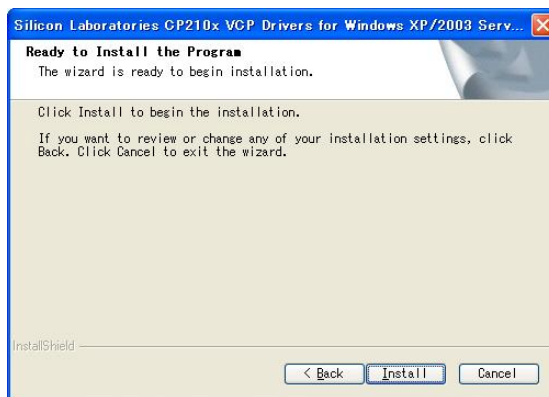 Silicon Laboratories CP210x VCP Drivers for Windows XP/2003 Serv...
Ready to Install the Program
The wizard is ready to begin installation.
Click Install to begin the installation.
If you want to review or change any of your installation settings, click
Back. Click Cancel to exit the wizard.
InstallShield
< Back
Install
Cancel